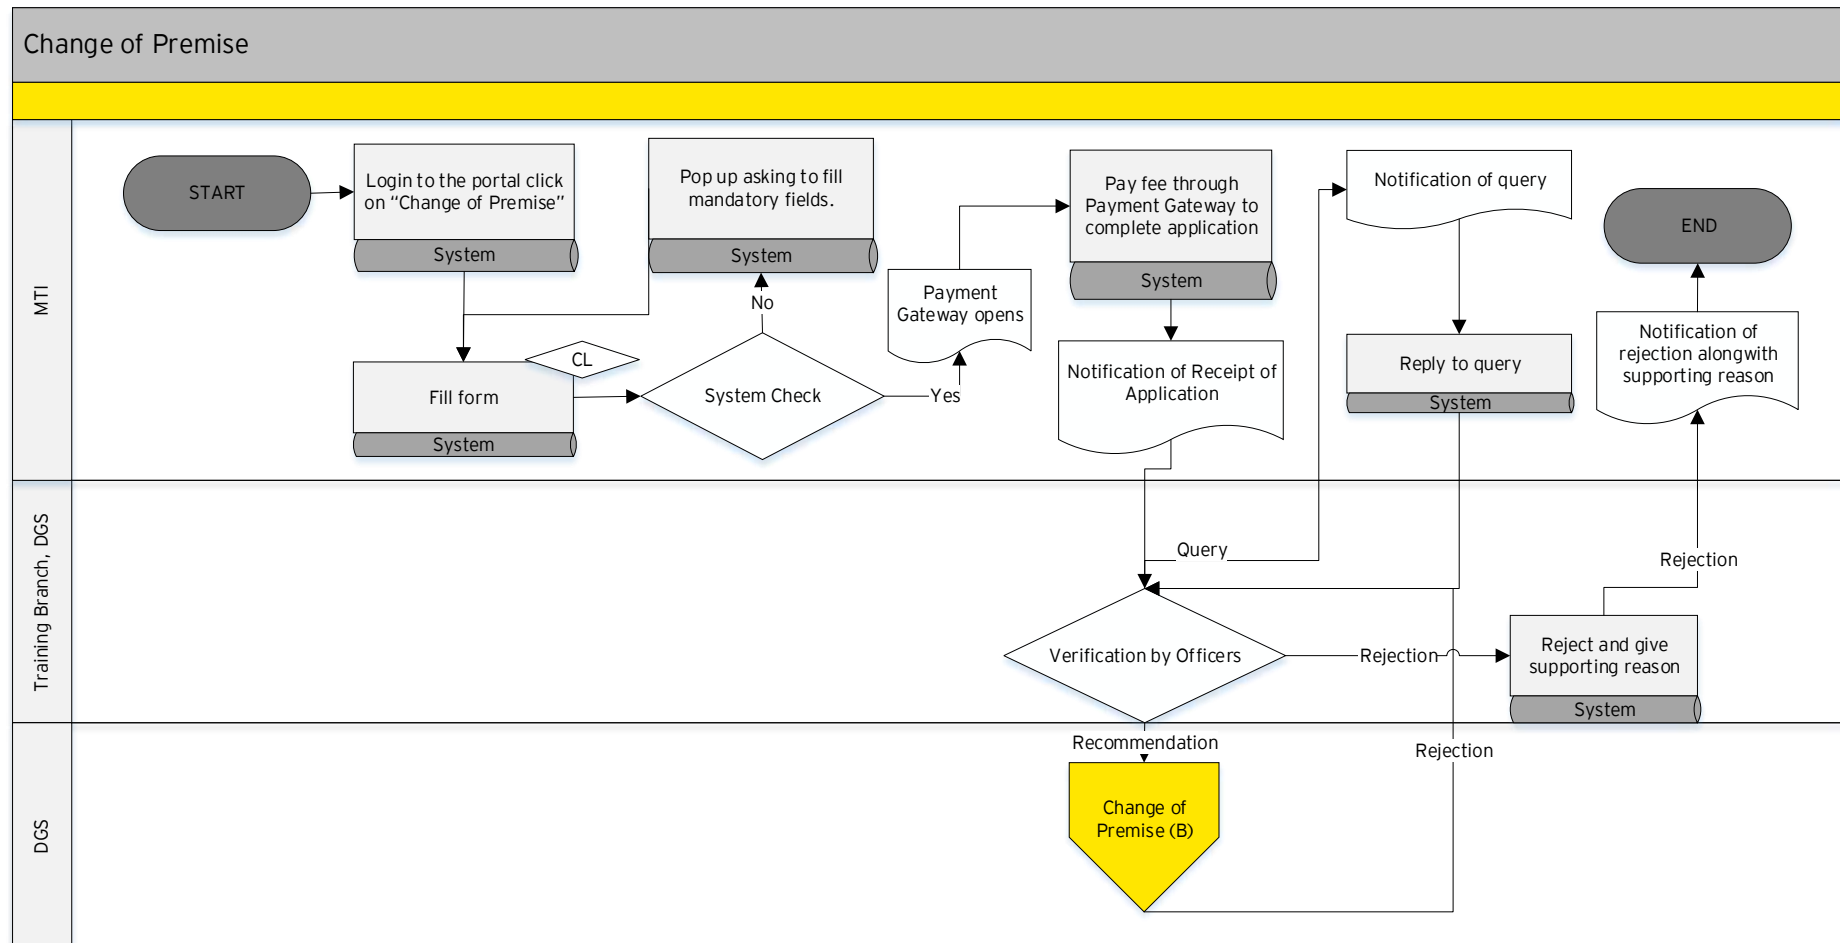 Change of Premise
MTI
START
Login to the portal click
on “Change of Premise”
System
Pop up asking to fill
mandatory fields.
System
No
CL
Fill form
System
System Check
Yes
Payment
Gateway opens
Pay fee through
Payment Gateway to
complete application
System
Notification of Receipt of
Application
Notification of query
Reply to query
System
END
Notification of
rejection alongwith
supporting reason
Training Branch, DGS
Query
Verification by Officers
Rejection
Reject and give
supporting reason
System
Rejection
DGS
Recommendation
Change of
Premise (B)
Rejection